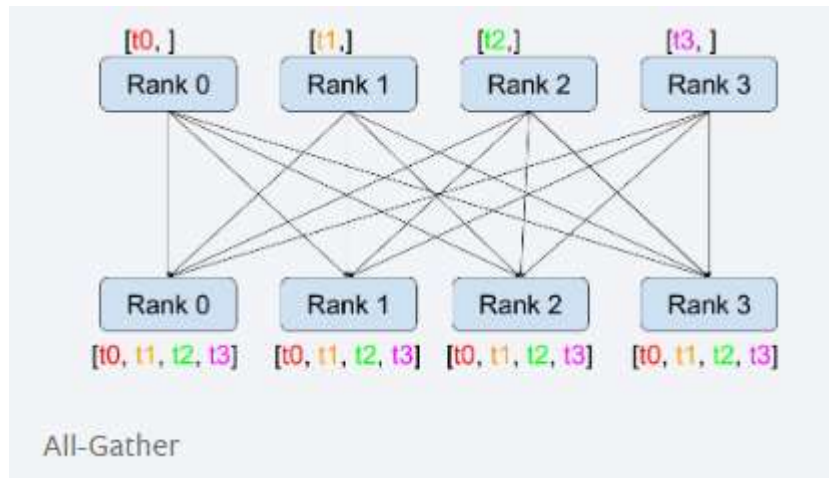 [t0, ] [t1,] [t2,] [t3, ]
Rank 0 Rank 1 Rank 2 Rank 3
Rank 0 Rank 1 Rank 2 Rank 3
[t0, t1, t2, t3] [t0, t1, t2, t3] [t0, t1, t2, t3] [t0, t1, t2, t3]
All-Gather